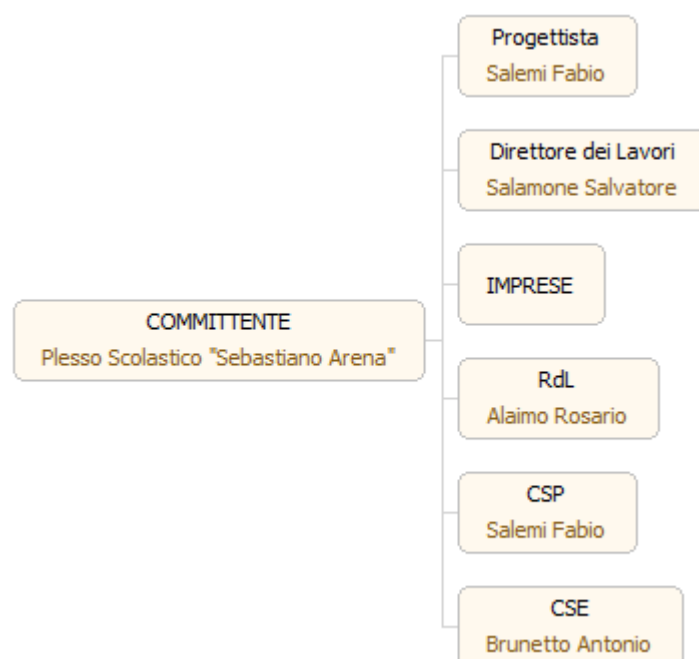 Progettista
Salemi Fabio
Direttore dei Lavori
Salamone Salvatore
IMPRESE
COMMITTENTE
Plesso Scolastico "Sebastiano Arena"
RdL
Alaimo Rosario
CSP
Salemi Fabio
CSE
Brunetto Antonio